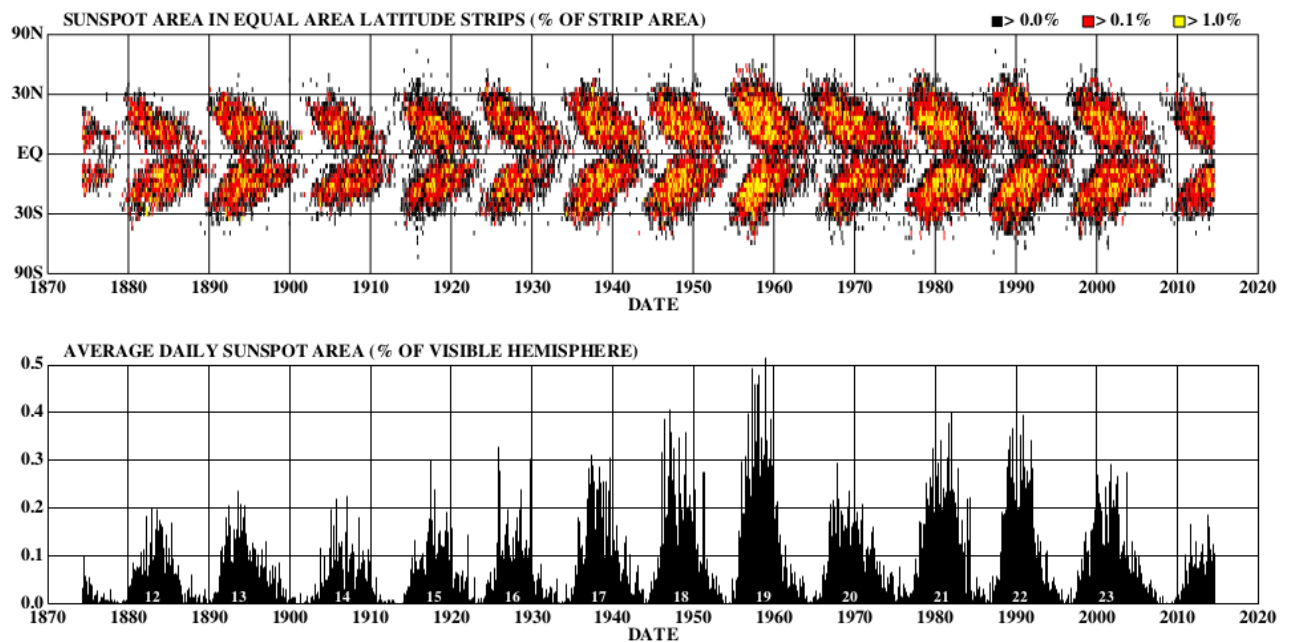 SUNSPOT AREA IN EQUAL AREA LATITUDE STRIPS (% OF STRIP AREA) > 0.0% > 0.1% > 1.0%
90N
30N
EQ
30S
90S
1870 1880 1890 1900 1910 1920 1930 1940 1950 1960 1970 1980 1990 2000 2010 2020
DATE
AVERAGE DAILY SUNSPOT AREA (% OF VISIBLE HEMISPHERE)
0.5
0.4
0.3
0.2
0.1
0.0
12 13 14 15 16 17 18 19 20 21 22 23
1870 1880 1890 1900 1910 1920 1930 1940 1950 1960 1970 1980 1990 2000 2010 2020
DATE